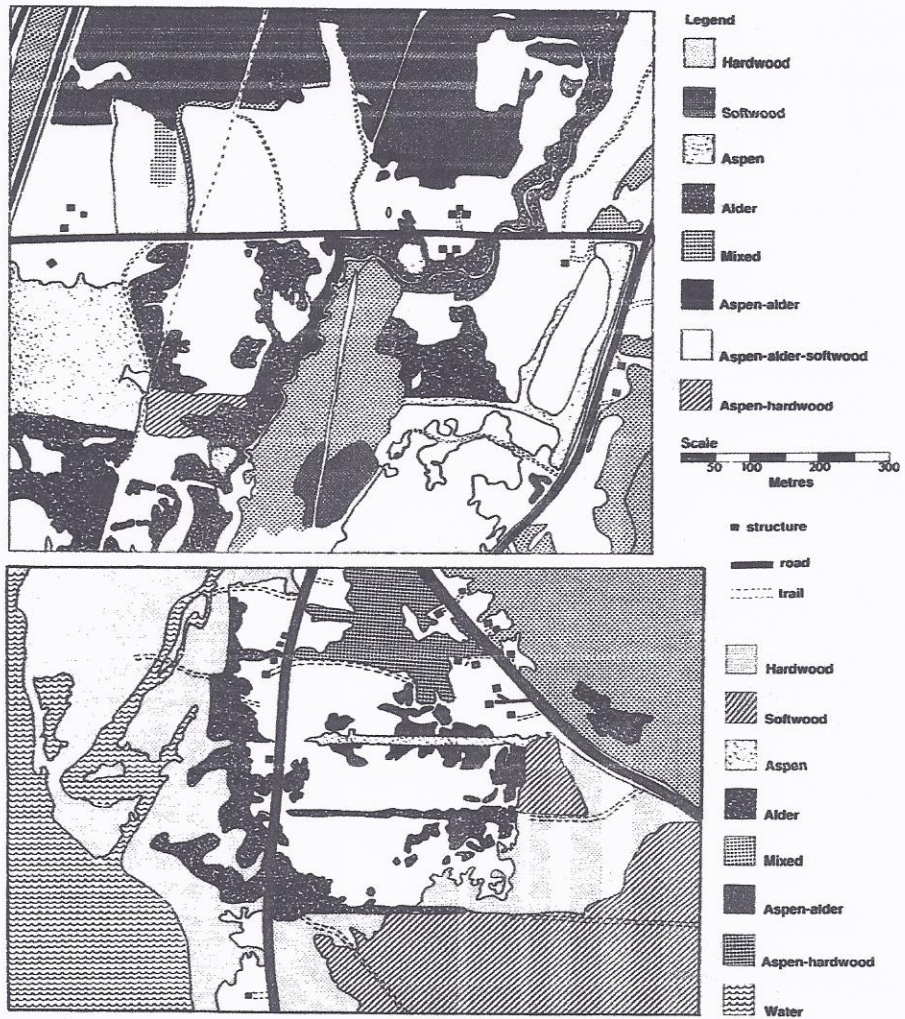 Legend
Hardwood
Softwood
Aspen
Alder
Mixed
Aspen-alder
Aspen-alder-softwood
Aspen-hardwood
Scale
50 100 200 300
Metres
structure
road
trail
Hardwood
Softwood
Aspen
Alder
Mixed
Aspen-alder
Aspen-hardwood
Water